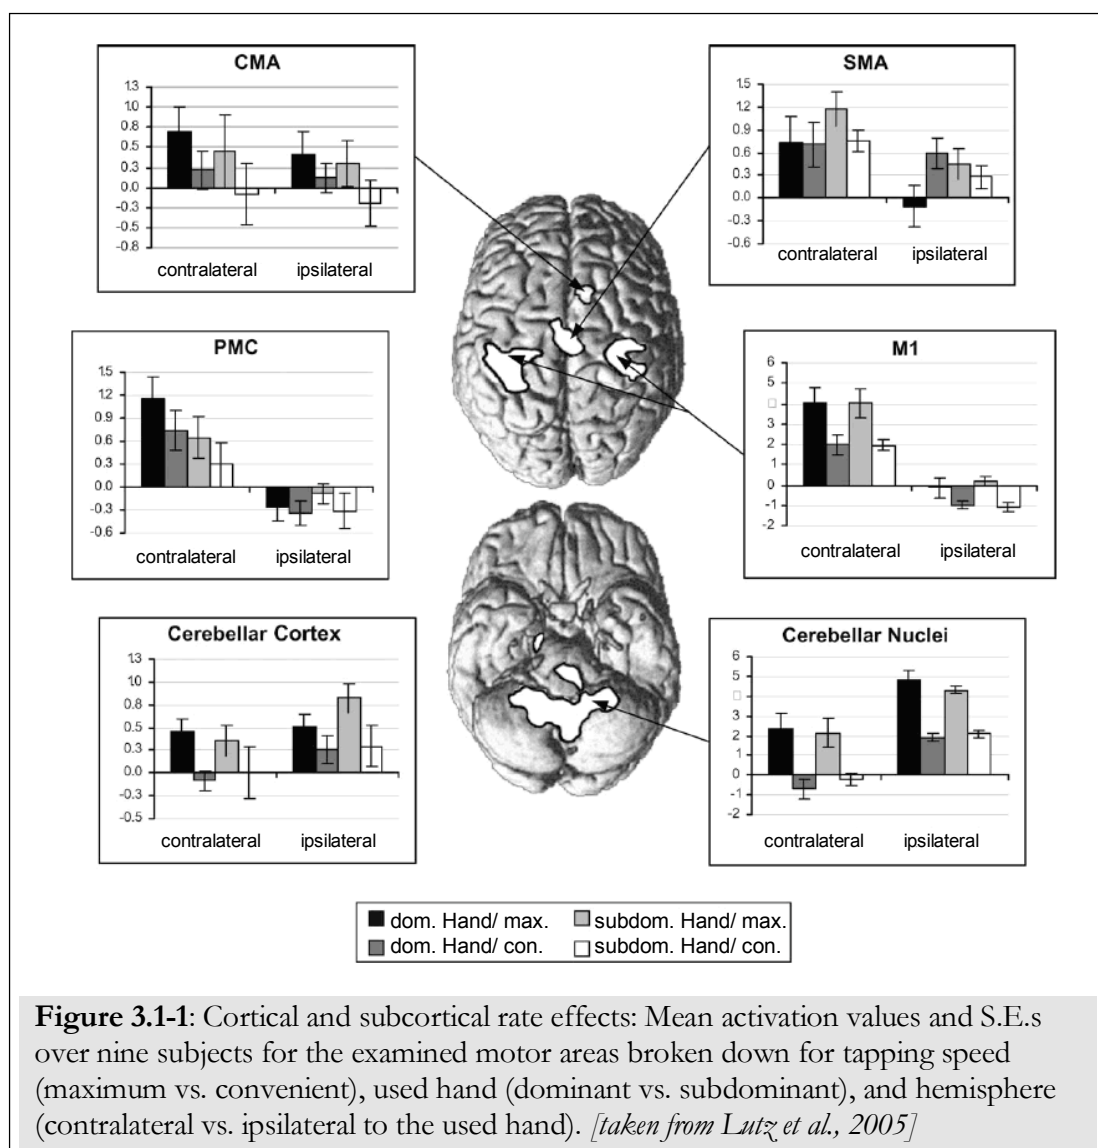 CMA
1.3
1.0
0.8
0.5
0.3
0.0
-0.3
-0.5
-0.8
contralateral ipsilateral
SMA
1.5
1.2
0.9
0.6
0.3
0.0
-0.3
-0.6
contralateral ipsilateral
PMC
1.5
1.2
0.9
0.6
0.3
0.0
-0.3
-0.6
contralateral ipsilateral
M1
6
5
3
2
1
0
-1
-2
contralateral ipsilateral
Cerebellar Cortex
1.3
1.0
0.8
0.5
0.3
0.0
-0.3
-0.5
contralateral ipsilateral
Cerebellar Nuclei
6
5
3
2
1
0
-1
-2
contralateral ipsilateral
dom. Hand/ max. subdom. Hand/ max.
dom. Hand/ con. subdom. Hand/ con.
Figure 3.1-1: Cortical and subcortical rate effects: Mean activation values and S.E.s
over nine subjects for the examined motor areas broken down for tapping speed
(maximum vs. convenient), used hand (dominant vs. subdominant), and hemisphere
(contralateral vs. ipsilateral to the used hand). [taken from Lutz et al., 2005]